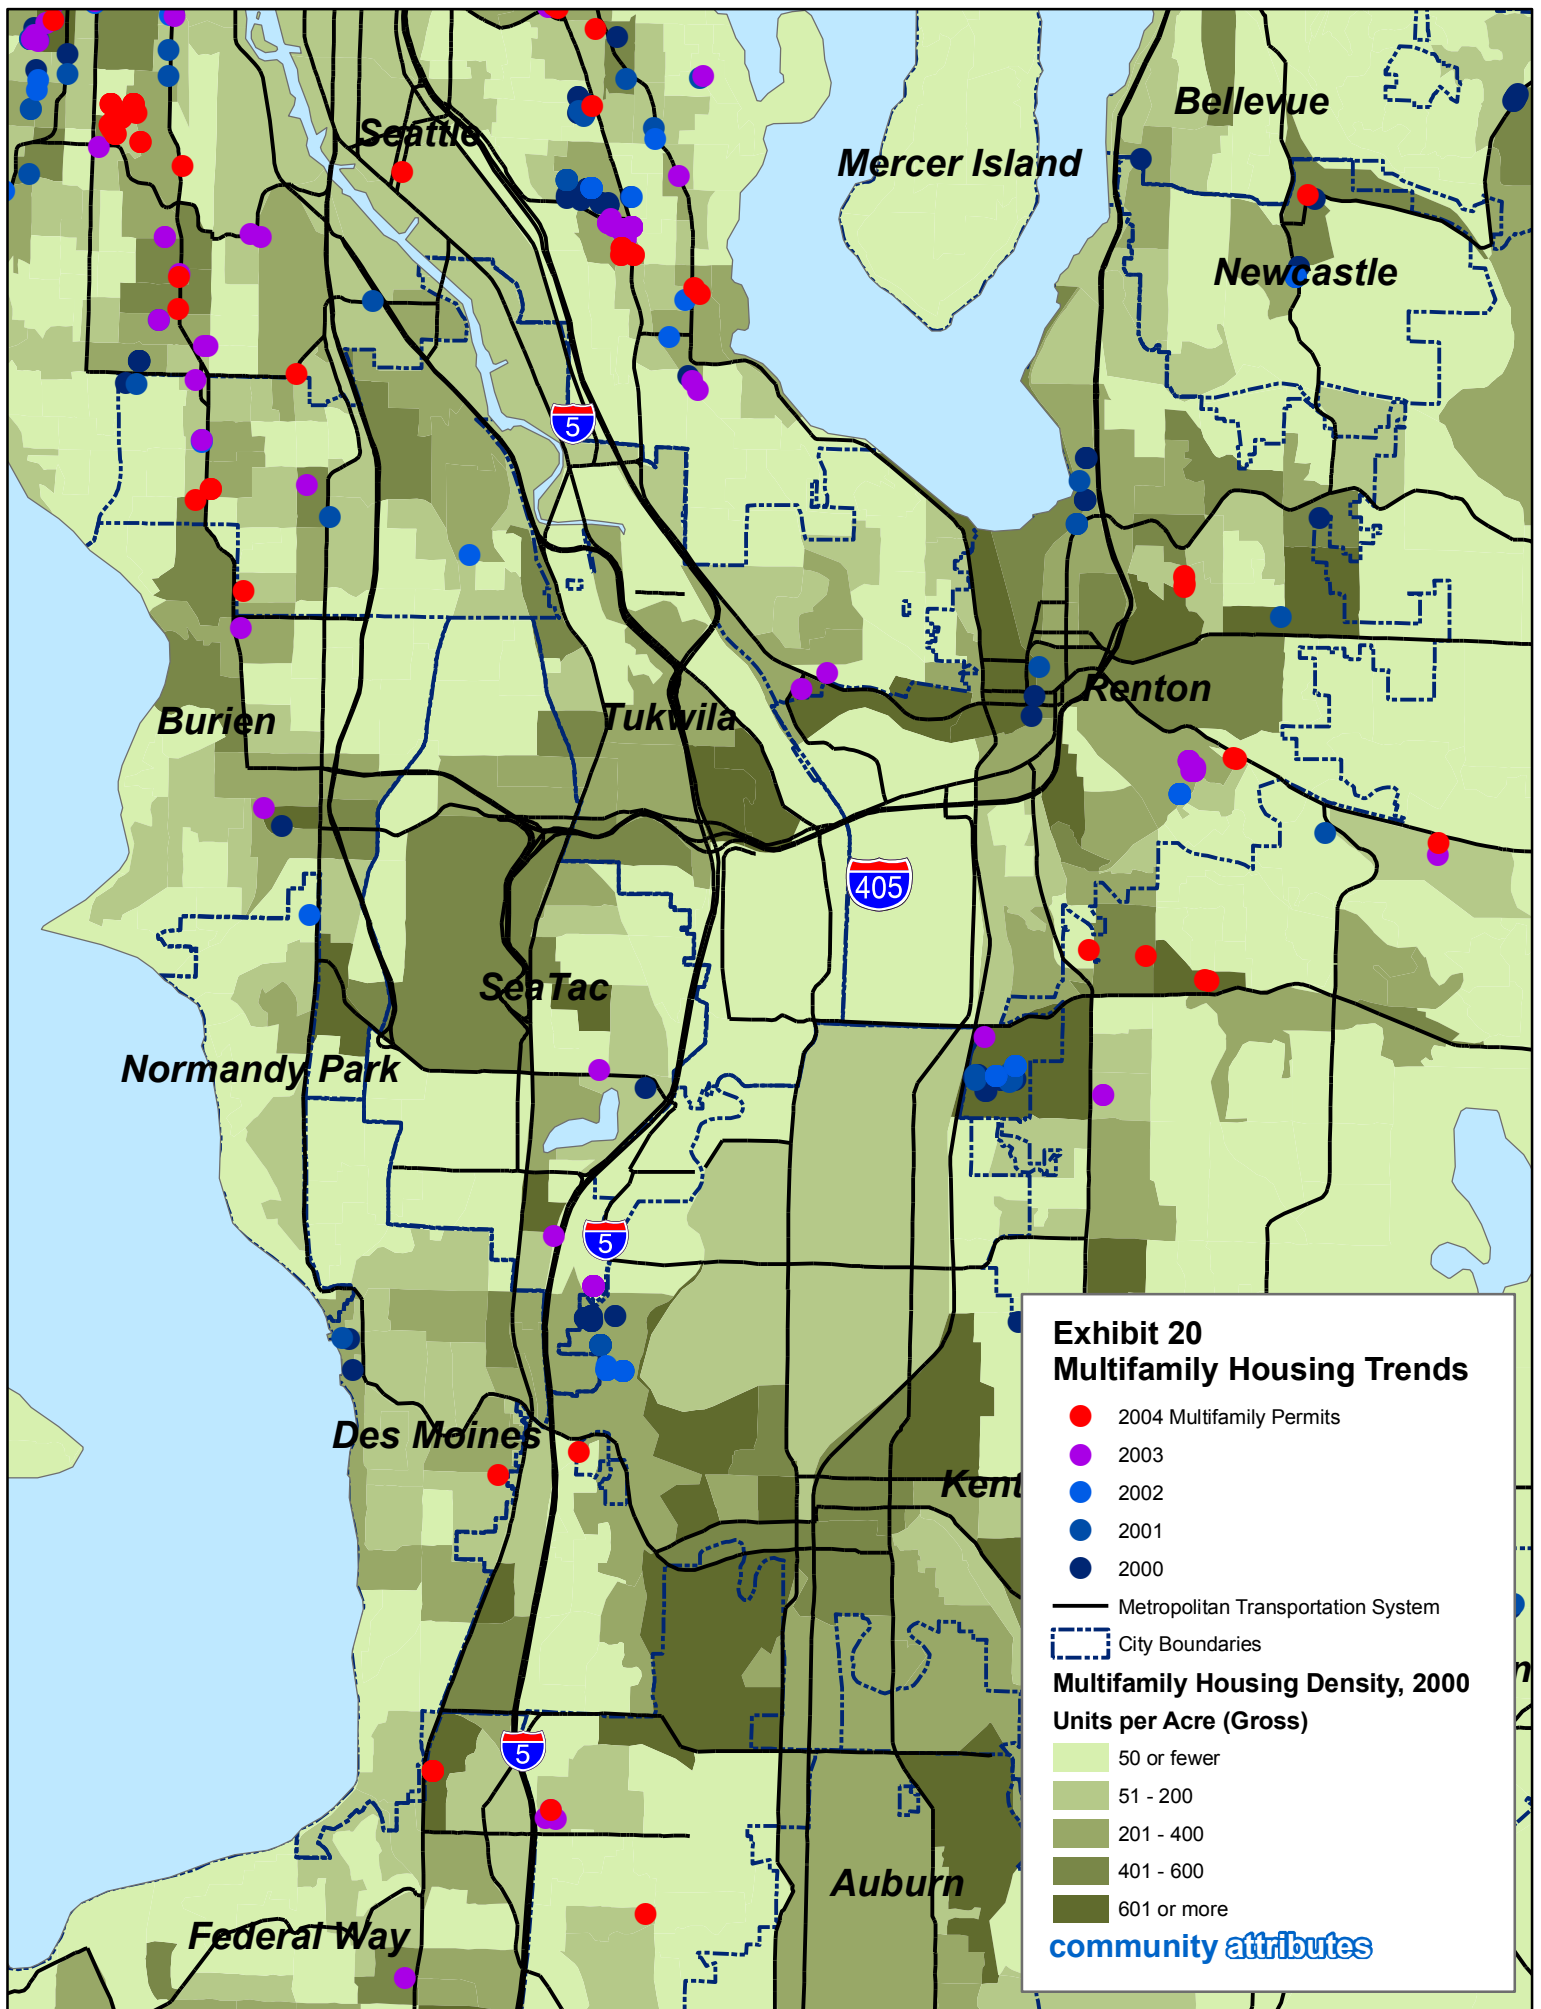 Bellevue
Seattle
Mercer Island
Newcastle
5
Renton
Burien
Tukwila
405
SeaTac
Normandy Park
5
Des Moines
Kent
5
Auburn
Federal Way
Exhibit 20
Multifamily Housing Trends
2004 Multifamily Permits
2003
2002
2001
2000
Metropolitan Transportation System
City Boundaries
Multifamily Housing Density, 2000
Units per Acre (Gross)
50 or fewer
51 - 200
201 - 400
401 - 600
601 or more
community attributes